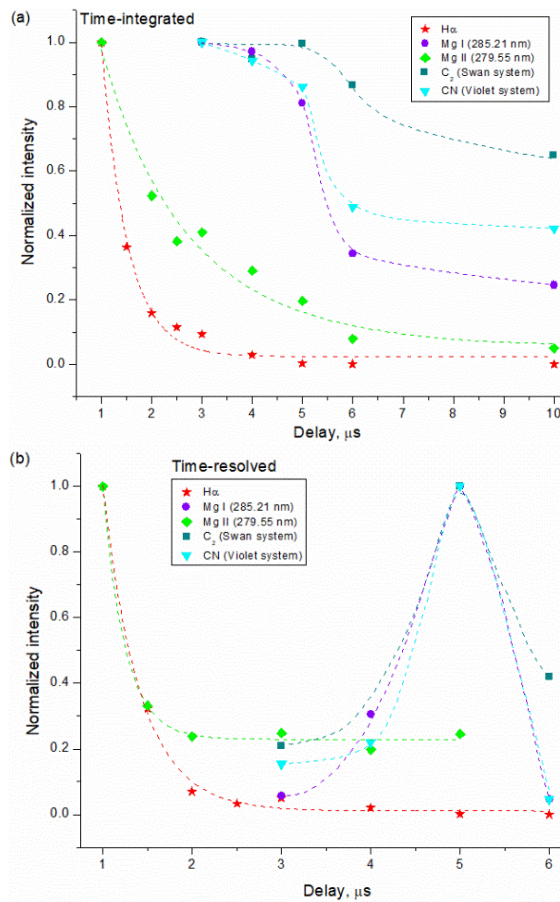 (a)
Time-integrated
Hα
Mg I (285.21 nm)
Mg II (279.55 nm)
C₂ (Swan system)
CN (Violet system)
1.0
0.8
0.6
0.4
0.2
0.0
Normalized intensity
1 2 3 4 5 6 7 8 9 10
Delay, μs
(b)
Time-resolved
Hα
Mg I (285.21 nm)
Mg II (279.55 nm)
C₂ (Swan system)
CN (Violet system)
1.0
0.8
0.6
0.4
0.2
0.0
Normalized intensity
1 2 3 4 5 6
Delay, μs